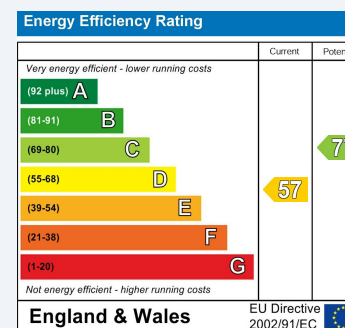 Energy Efficiency Rating
Current
Very energy efficient - lower running costs
(92 plus) A
(81-91) B
(69-80) C
(55-68) D
57
(39-54) E
(21-38) F
(1-20) G
Not energy efficient - higher running costs
England & Wales
EU Directive
2002/91/EC